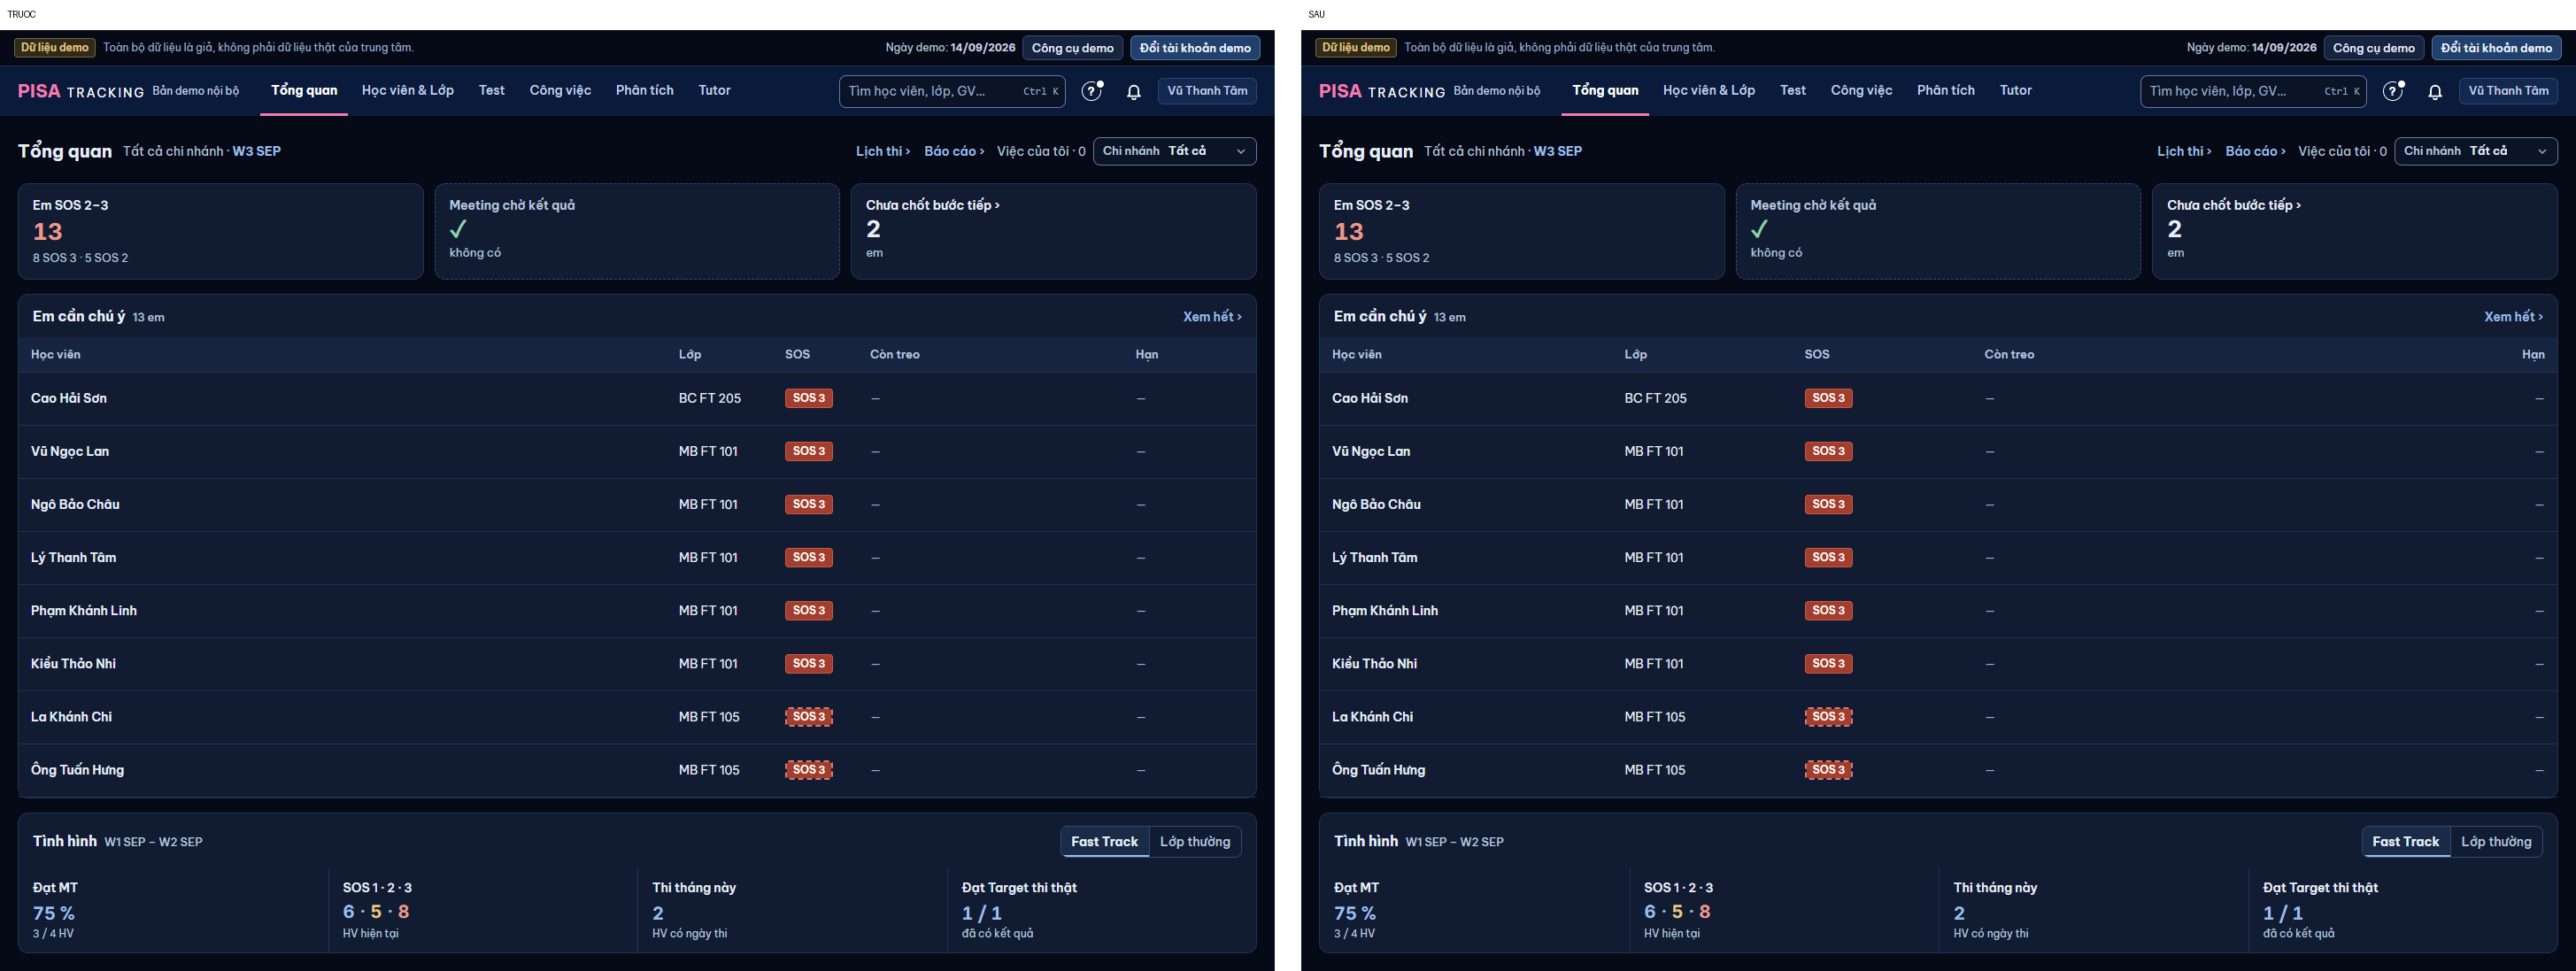 TRUOC
Dữ liệu demo Toàn bộ dữ liệu là giả, không phải dữ liệu thật của trung tâm. Ngày demo: 14/09/2026 Công cụ demo Đổi tài khoản demo
PISA TRACKING Bản demo nội bộ Tổng quan Học viên & Lớp Test Công việc Phân tích Tutor Tìm học viên, lớp, GV... Ctrl K ? Vũ Thanh Tâm
Tổng quan Tất cả chi nhánh · W3 SEP Lịch thi › Báo cáo › Việc của tôi · 0 Chi nhánh Tất cả
Em SOS 2–3 Meeting chờ kết quả Chưa chốt bước tiếp ›
13 ✓ 2
8 SOS 3 · 5 SOS 2 không có em
Em cần chú ý 13 em Xem hết ›
Học viên Lớp SOS Còn treo Hạn
Cao Hải Sơn BC FT 205 SOS 3 — —
Vũ Ngọc Lan MB FT 101 SOS 3 — —
Ngô Bảo Châu MB FT 101 SOS 3 — —
Lý Thanh Tâm MB FT 101 SOS 3 — —
Phạm Khánh Linh MB FT 101 SOS 3 — —
Kiều Thảo Nhi MB FT 101 SOS 3 — —
La Khánh Chi MB FT 105 SOS 3 — —
Ông Tuấn Hưng MB FT 105 SOS 3 — —
Tình hình W1 SEP – W2 SEP Fast Track Lớp thường
Đạt MT SOS 1 · 2 · 3 Thi tháng này Đạt Target thi thật
75 % 6 · 5 · 8 2 1 / 1
3 / 4 HV HV hiện tại HV có ngày thi đã có kết quả
SAU
Dữ liệu demo Toàn bộ dữ liệu là giả, không phải dữ liệu thật của trung tâm. Ngày demo: 14/09/2026 Công cụ demo Đổi tài khoản demo
PISA TRACKING Bản demo nội bộ Tổng quan Học viên & Lớp Test Công việc Phân tích Tutor Tìm học viên, lớp, GV... Ctrl K ? Vũ Thanh Tâm
Tổng quan Tất cả chi nhánh · W3 SEP Lịch thi › Báo cáo › Việc của tôi · 0 Chi nhánh Tất cả
Em SOS 2–3 Meeting chờ kết quả Chưa chốt bước tiếp ›
13 ✓ 2
8 SOS 3 · 5 SOS 2 không có em
Em cần chú ý 13 em Xem hết ›
Học viên Lớp SOS Còn treo Hạn
Cao Hải Sơn BC FT 205 SOS 3 — —
Vũ Ngọc Lan MB FT 101 SOS 3 — —
Ngô Bảo Châu MB FT 101 SOS 3 — —
Lý Thanh Tâm MB FT 101 SOS 3 — —
Phạm Khánh Linh MB FT 101 SOS 3 — —
Kiều Thảo Nhi MB FT 101 SOS 3 — —
La Khánh Chi MB FT 105 SOS 3 — —
Ông Tuấn Hưng MB FT 105 SOS 3 — —
Tình hình W1 SEP – W2 SEP Fast Track Lớp thường
Đạt MT SOS 1 · 2 · 3 Thi tháng này Đạt Target thi thật
75 % 6 · 5 · 8 2 1 / 1
3 / 4 HV HV hiện tại HV có ngày thi đã có kết quả